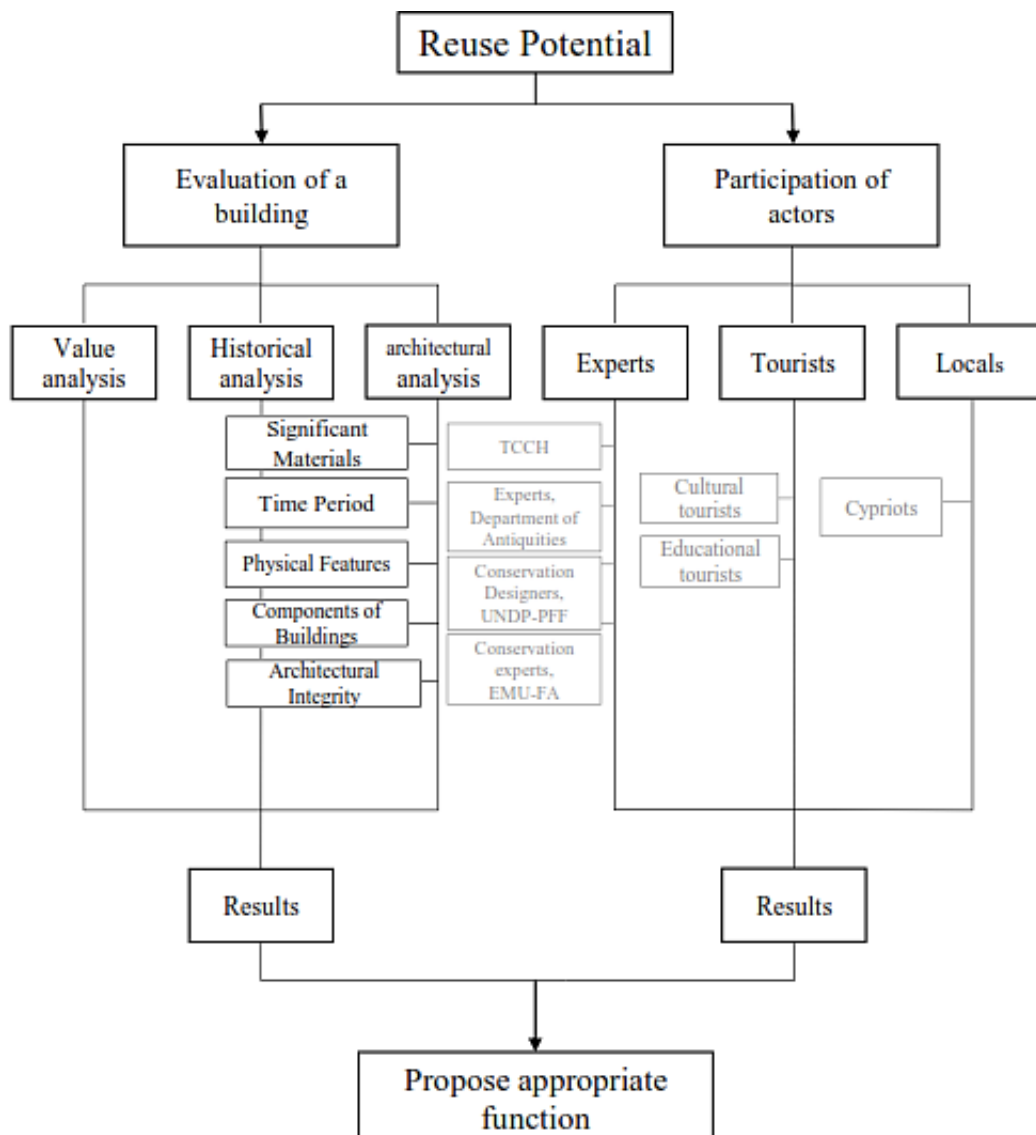 Reuse Potential
Evaluation of a
building
Participation of
actors
Value
analysis
Historical
analysis
architectural
analysis
Experts
Tourists
Locals
Significant
Materials
Time Period
Physical Features
Components of
Buildings
Architectural
Integrity
TCCH
Experts,
Department of
Antiquities
Conservation
Designers,
UNDP-PFF
Conservation
experts,
EMU-FA
Cultural
tourists
Educational
tourists
Cypriots
Results
Results
Propose appropriate
function